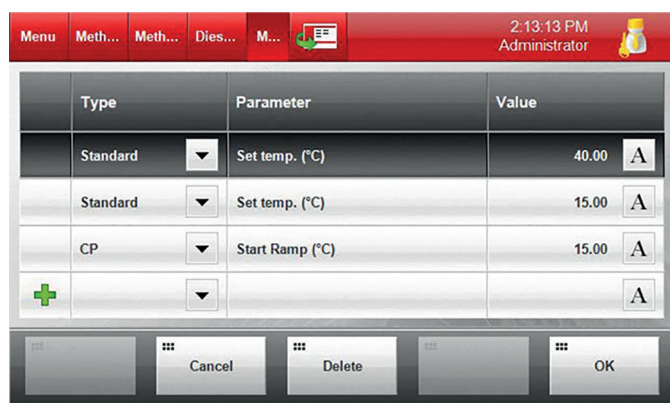 Menu Meth... Meth... Dies... M... 2:13:13 PM
Administrator
Type Parameter Value
Standard Set temp. (°C) 40.00 A
Standard Set temp. (°C) 15.00 A
CP Start Ramp (°C) 15.00 A
A
Cancel Delete OK